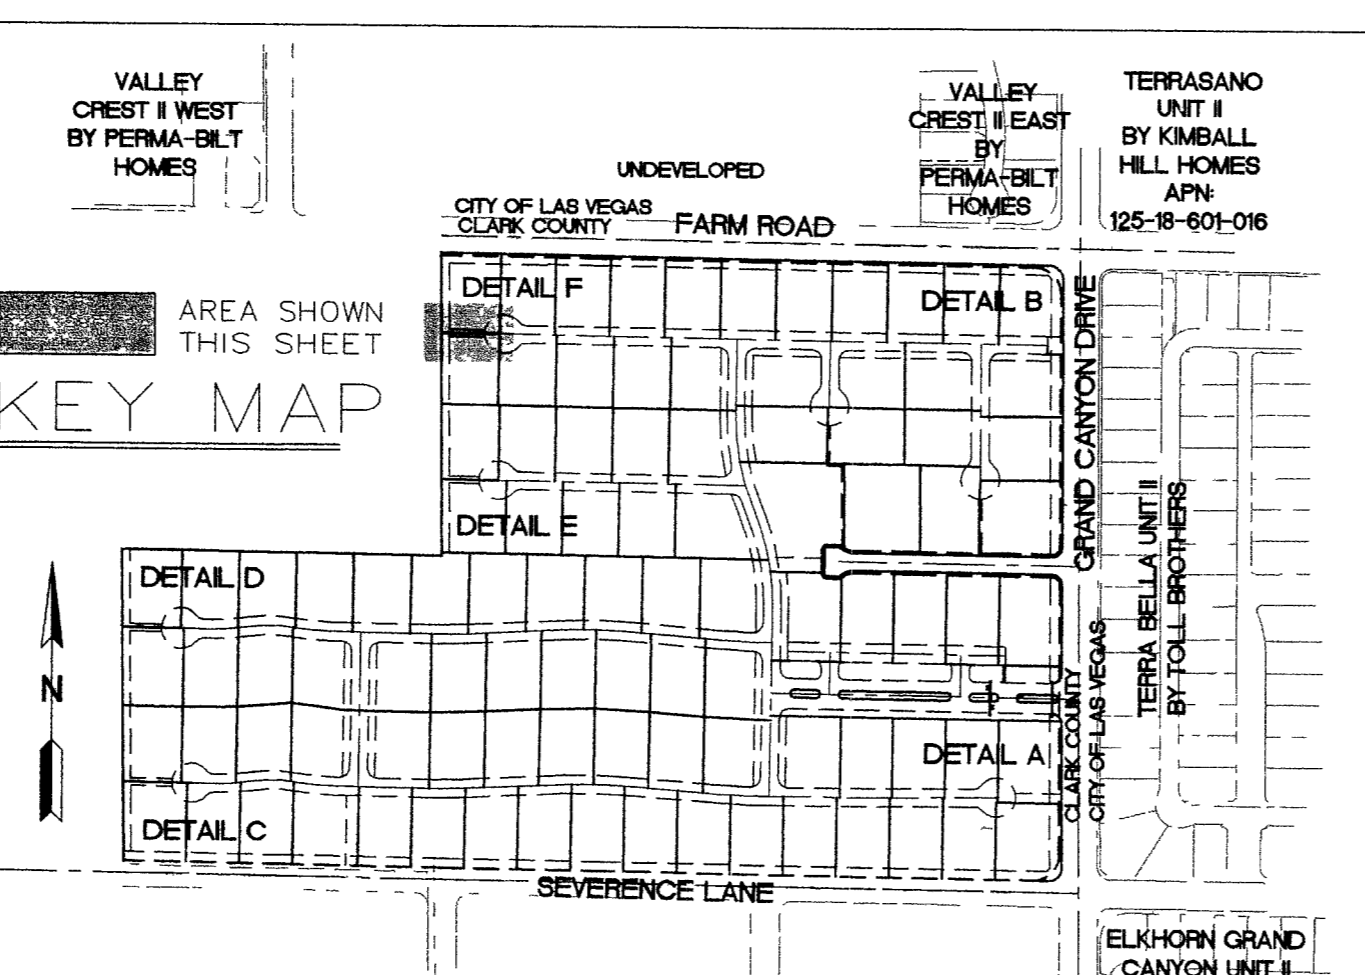 VALLEY
CREST II WEST
BY PERMA-BILT
HOMES
VALLEY
CREST II EAST
BY
PERMA-BILT
HOMES
TERRASANO
UNIT II
BY KIMBALL
HILL HOMES
APN:
125-18-601-016
UNDEVELOPED
CITY OF LAS VEGAS
CLARK COUNTY
FARM ROAD
AREA SHOWN
THIS SHEET
KEY MAP
DETAIL F
DETAIL B
GRAND CANYON DRIVE
DETAIL E
TERRA BELLA UNIT II
BY TOLL BROTHERS
DETAIL D
N
CLARK COUNTY
CITY OF LAS VEGAS
DETAIL A
DETAIL C
SEVERENCE LANE
ELKHORN GRAND
CANYON UNIT II